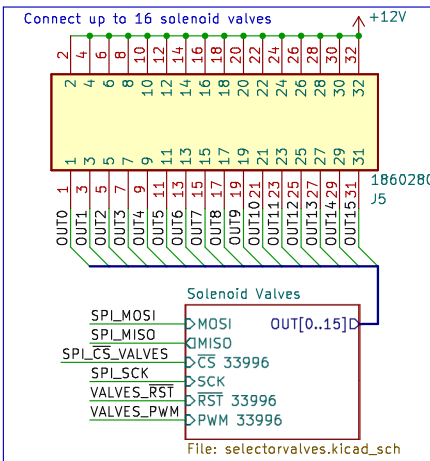 Connect up to 16 solenoid valves
+12V
2 4 6 8 10 12 14 16 18 20 22 24 26 28 30 32
2 4 6 8 10 12 14 16 18 20 22 24 26 28 30 32
1 3 5 7 9 11 13 15 17 19 21 23 25 27 29 31
1 3 5 7 9 11 13 15 17 19 21 23 25 27 29 31
1860280
J5
OUT0 OUT1 OUT2 OUT3 OUT4 OUT5 OUT6 OUT7 OUT8 OUT9 OUT10 OUT11 OUT12 OUT13 OUT14 OUT15
Solenoid Valves
SPI_MOSI MOSI OUT[0..15]
SPI_MISO MISO
SPI_C̅S̅_VALVES C̅S̅ 33996
SPI_SCK SCK
VALVES_R̅S̅T̅ R̅S̅T̅ 33996
VALVES_PWM PWM 33996
File: selectorvalves.kicad_sch